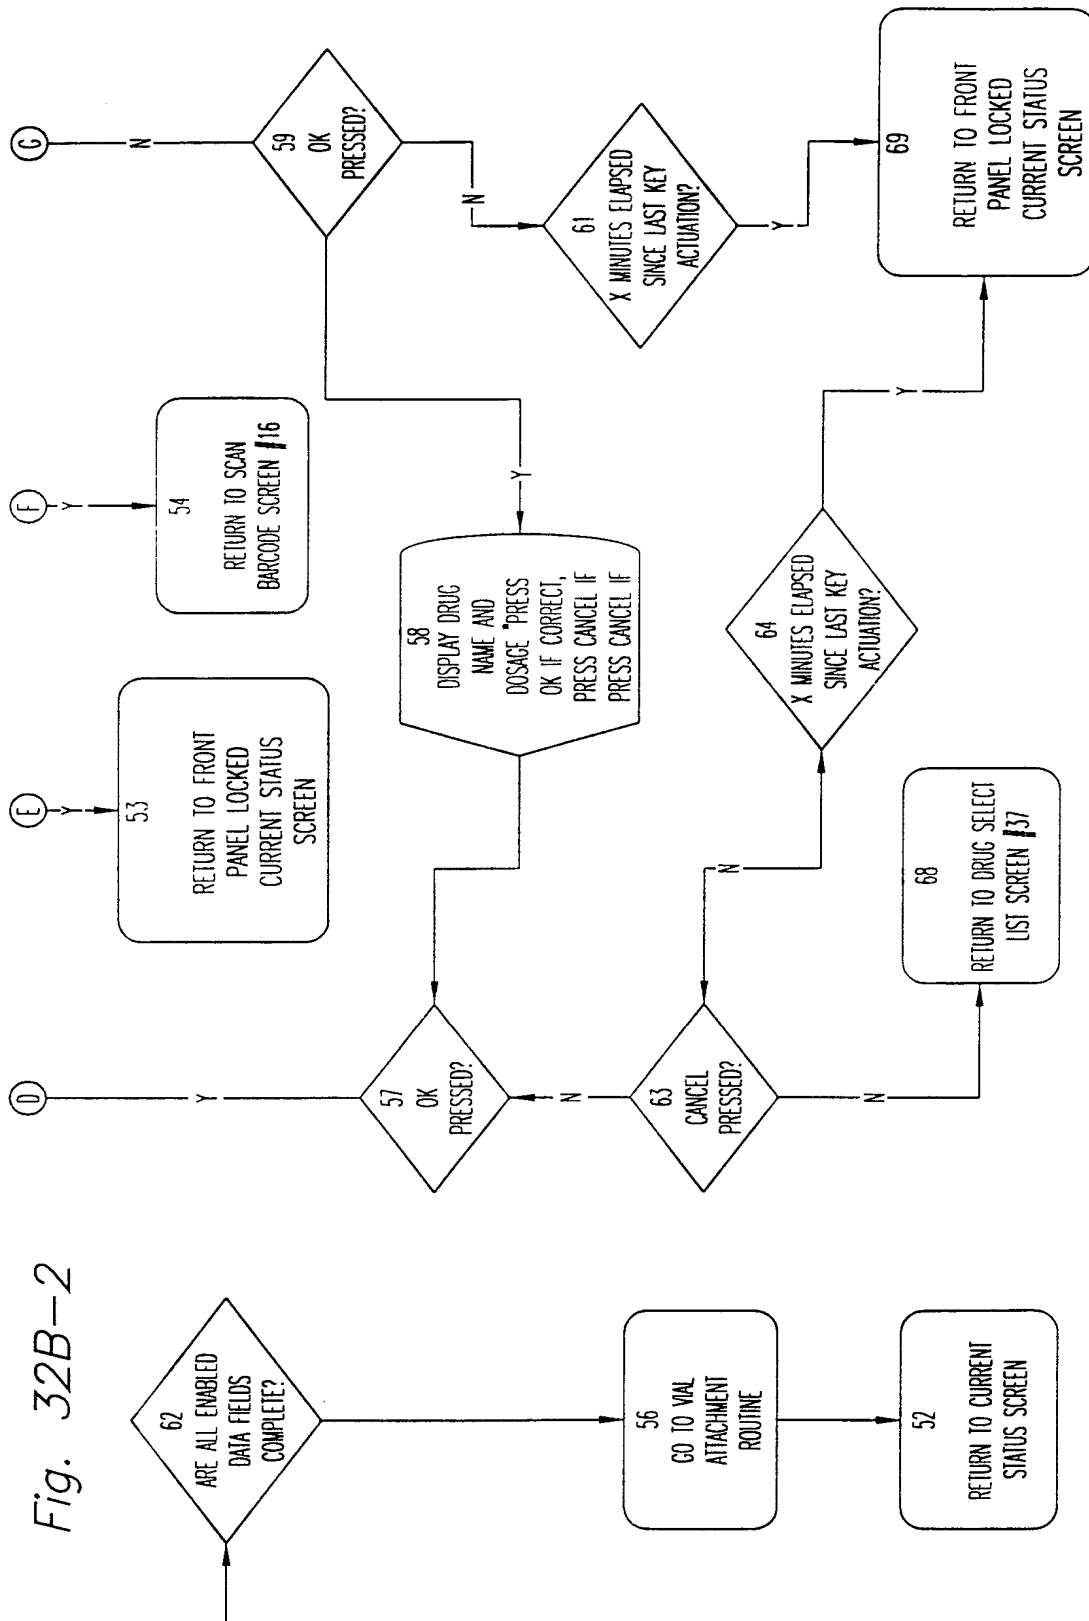 Fig. 32B-2
62
ARE ALL ENABLED
DATA FIELDS
COMPLETE?
56
GO TO VIAL
ATTACHMENT
ROUTINE
52
RETURN TO CURRENT
STATUS SCREEN
D
Y
57
OK
PRESSED?
N
63
CANCEL
PRESSED?
N
68
RETURN TO DRUG SELECT
LIST SCREEN #37
E
Y
53
RETURN TO FRONT
PANEL LOCKED
CURRENT STATUS
SCREEN
F
Y
54
RETURN TO SCAN
BARCODE SCREEN #16
58
DISPLAY DRUG
NAME AND
DOSAGE "PRESS
OK IF CORRECT,
PRESS CANCEL IF
PRESS CANCEL IF
Y
N
64
X MINUTES ELAPSED
SINCE LAST KEY
ACTUATION?
Y
G
N
59
OK
PRESSED?
N
61
X MINUTES ELAPSED
SINCE LAST KEY
ACTUATION?
Y
69
RETURN TO FRONT
PANEL LOCKED
CURRENT STATUS
SCREEN